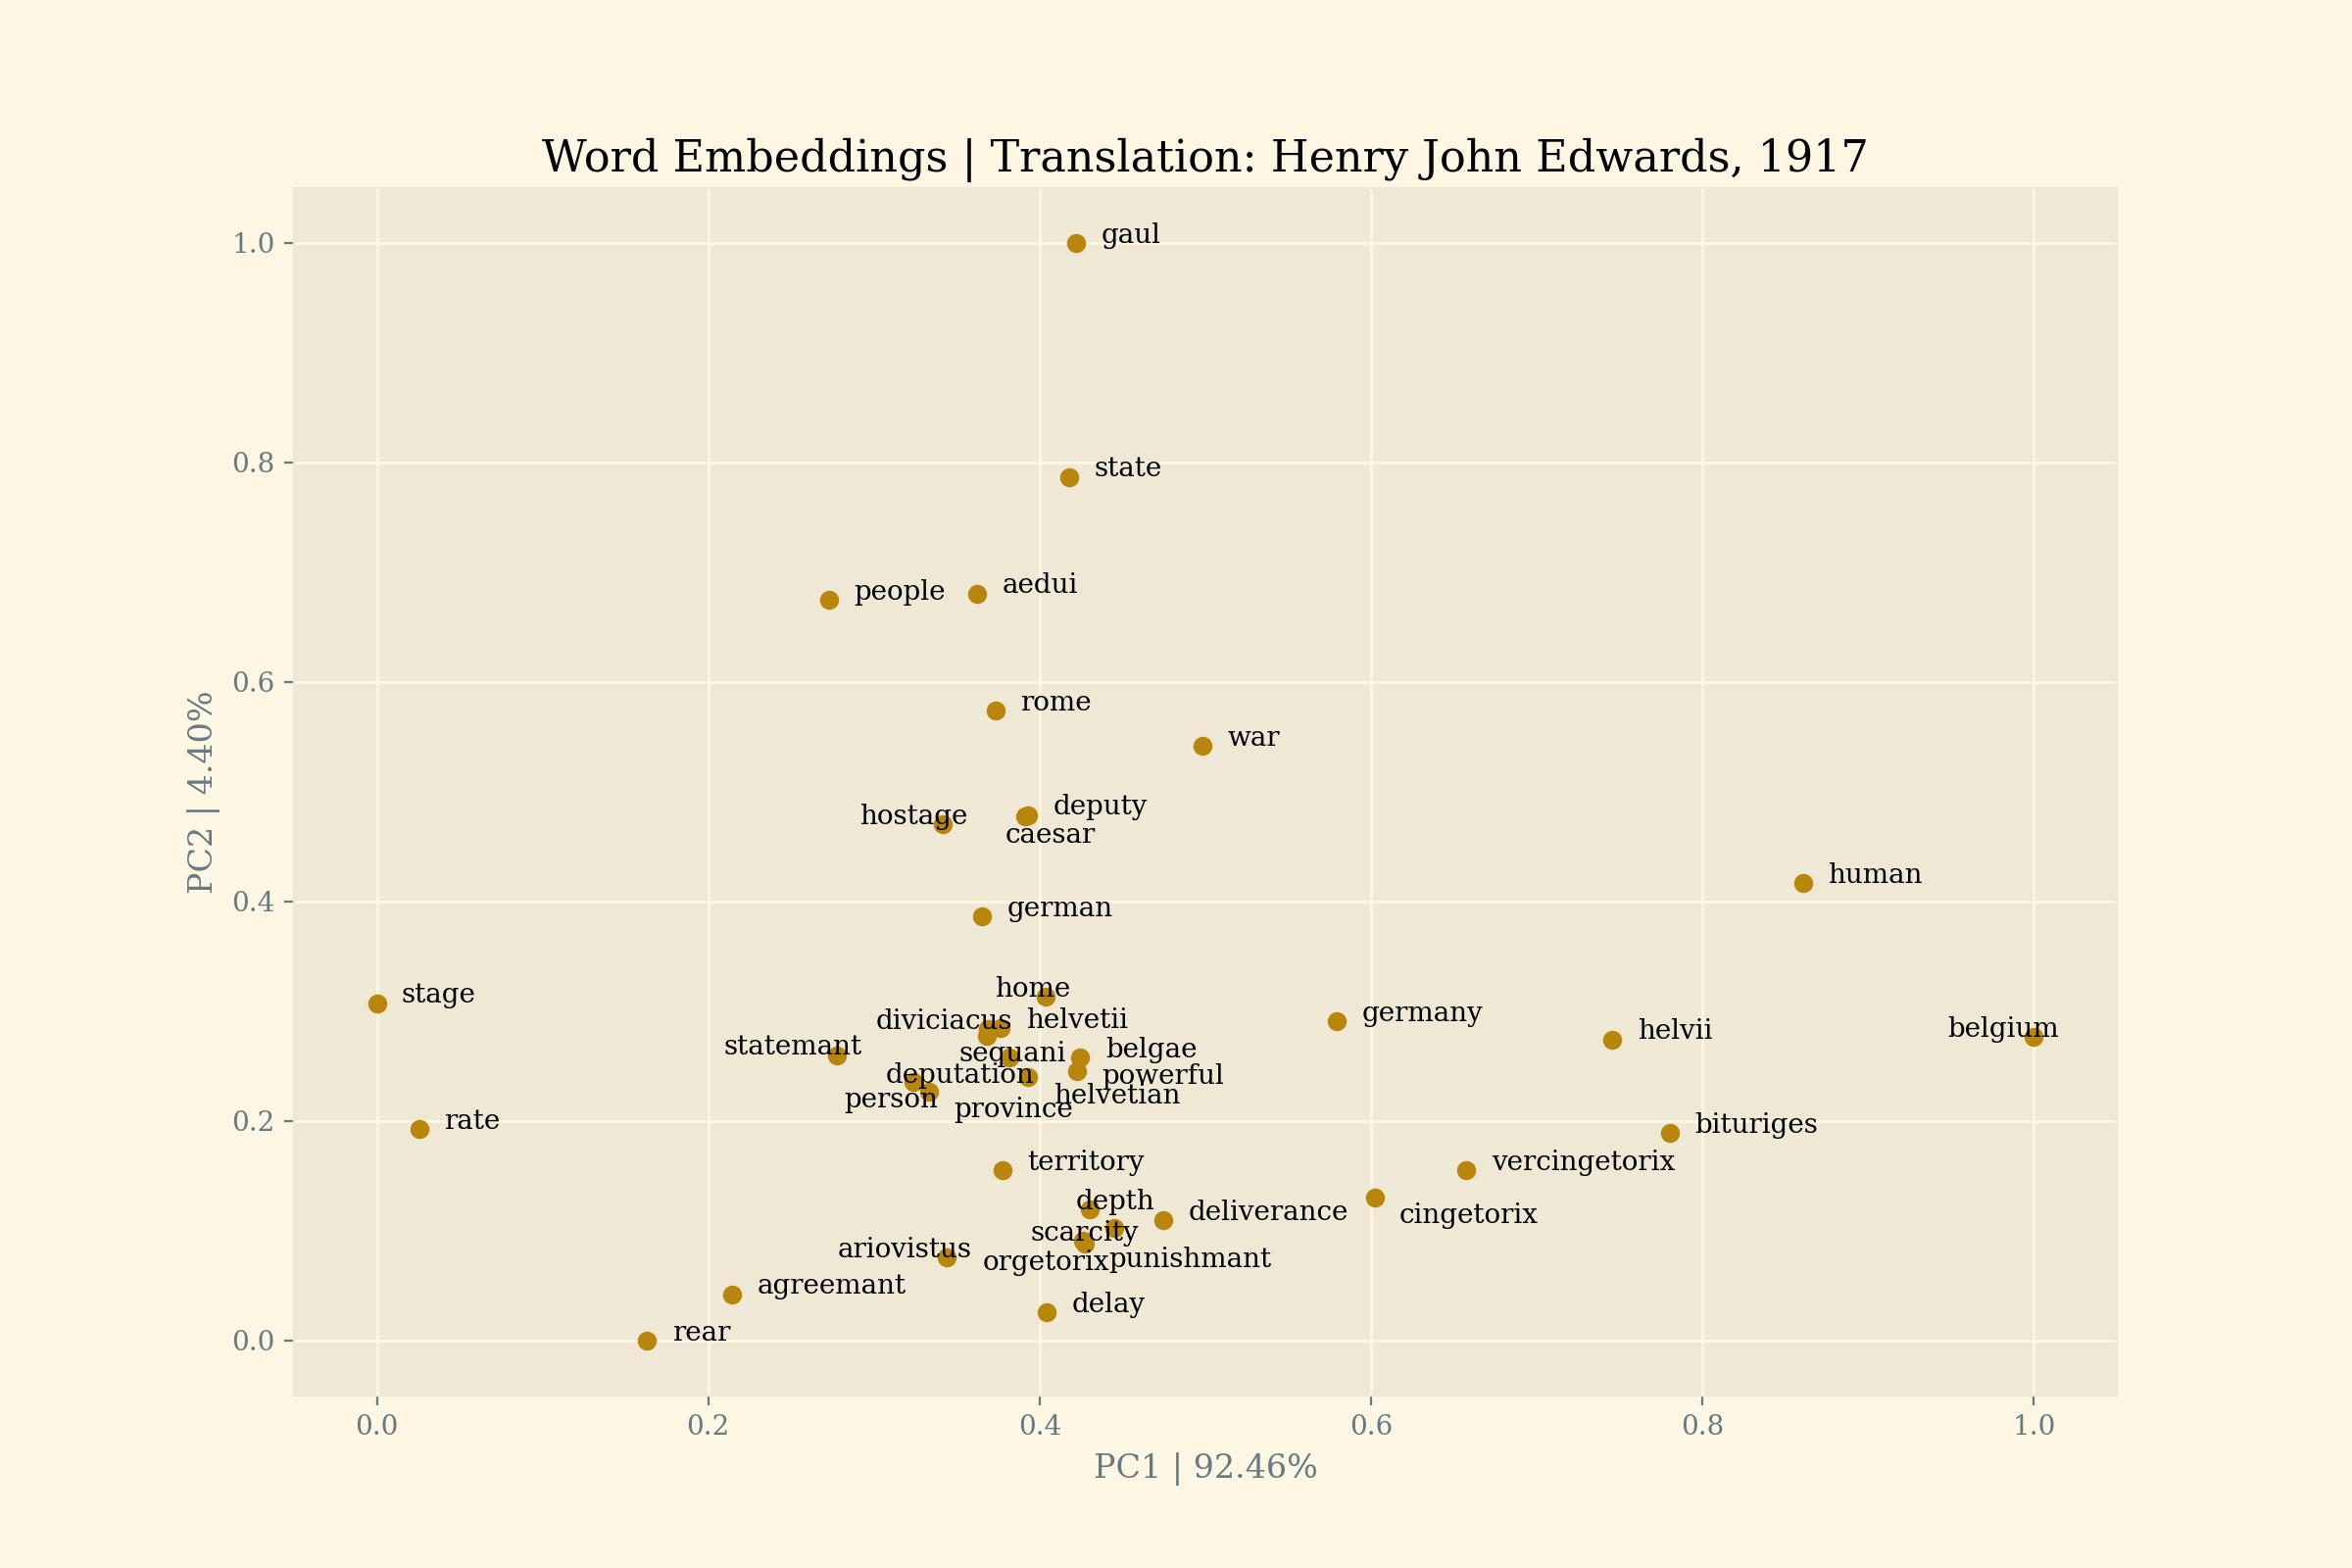 Word Embeddings | Translation: Henry John Edwards, 1917
gaul
1.0
state
0.8
people
aedui
0.6
rome
war
PC2 | 4.40%
hostage
deputy
caesar
human
0.4
german
stage
home
diviciacus
helvetii
germany
helvii
belgium
statemant
sequani
belgae
deputation
powerful
person
helvetian
province
0.2
rate
bituriges
territory
vercingetorix
depth
deliverance
cingetorix
scarcity
ariovistus
orgetorix
punishmant
agreemant
delay
rear
0.0
0.0
0.2
0.4
0.6
0.8
1.0
PC1 | 92.46%